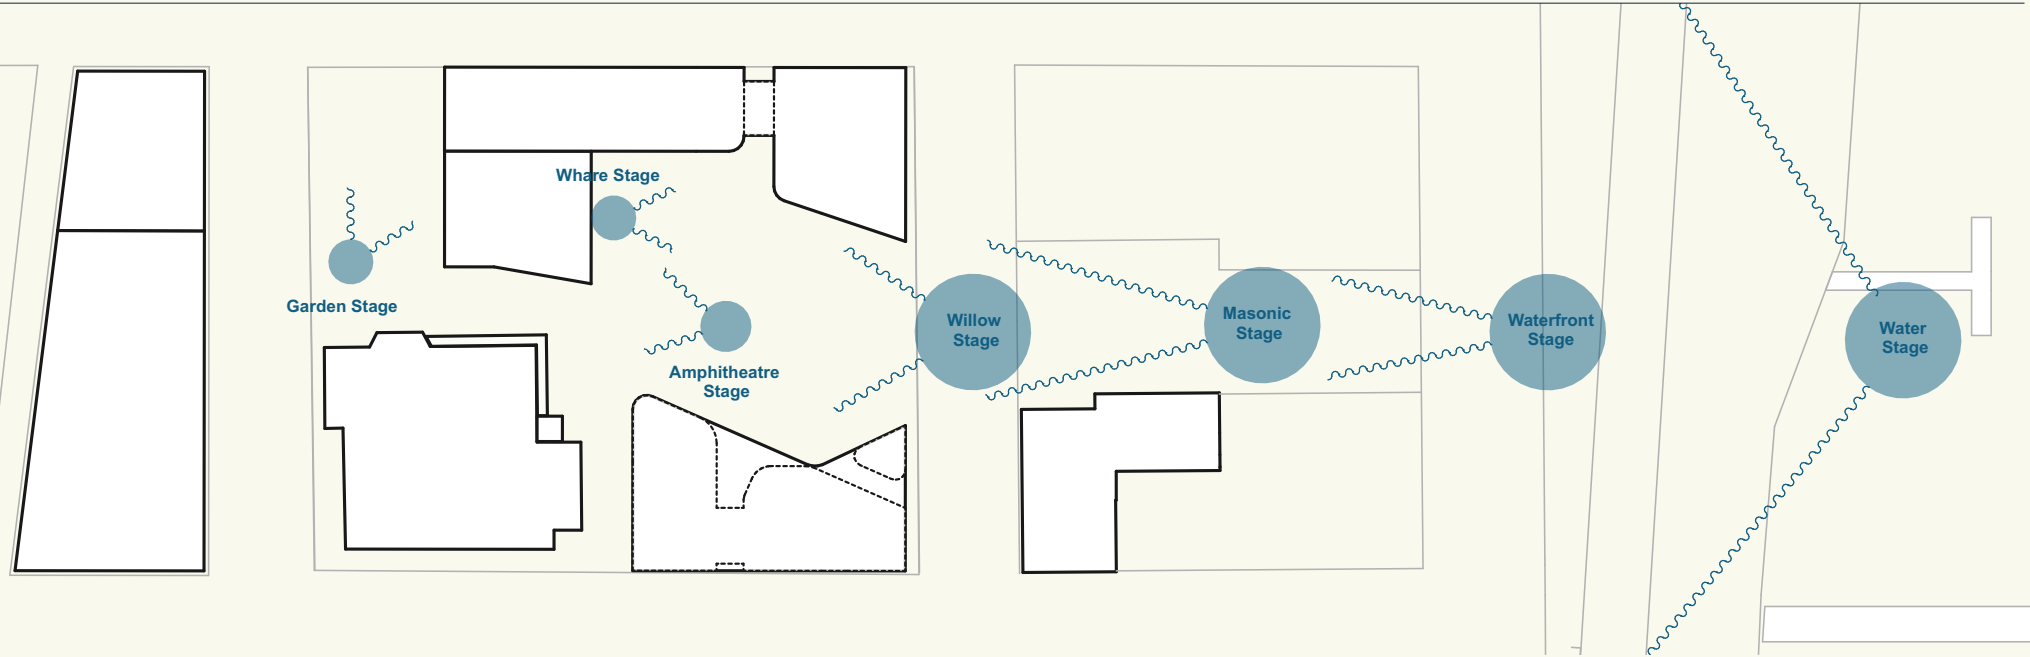 Whare Stage
Garden Stage
Amphitheatre
Stage
Willow
Stage
Masonic
Stage
Waterfront
Stage
Water
Stage